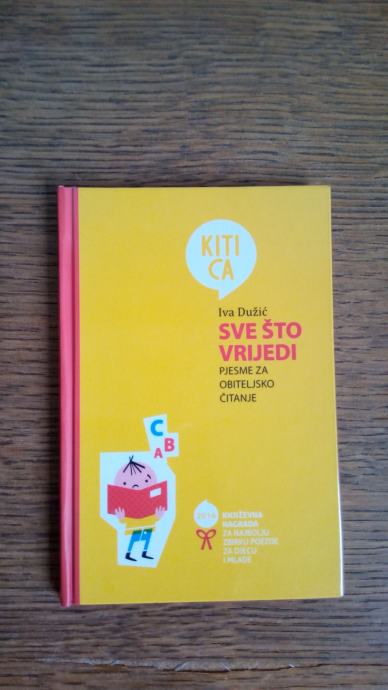 KITI
CA
Iva Dužić
SVE ŠTO
VRIJEDI
PJESME ZA
OBITELJSKO
ČITANJE
C
A B
KNJIŽEVNA
NAGRADA
ZA NAJBOLJU
ZBIRKU POEZIJE
ZA DJECU
I MLADE